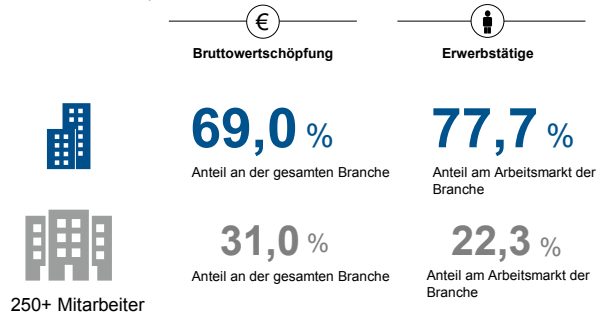 €
Bruttowertschöpfung
Erwerbstätige
69,0 %
77,7 %
Anteil an der gesamten Branche
Anteil am Arbeitsmarkt der
Branche
31,0 %
22,3 %
Anteil an der gesamten Branche
Anteil am Arbeitsmarkt der
Branche
250+ Mitarbeiter